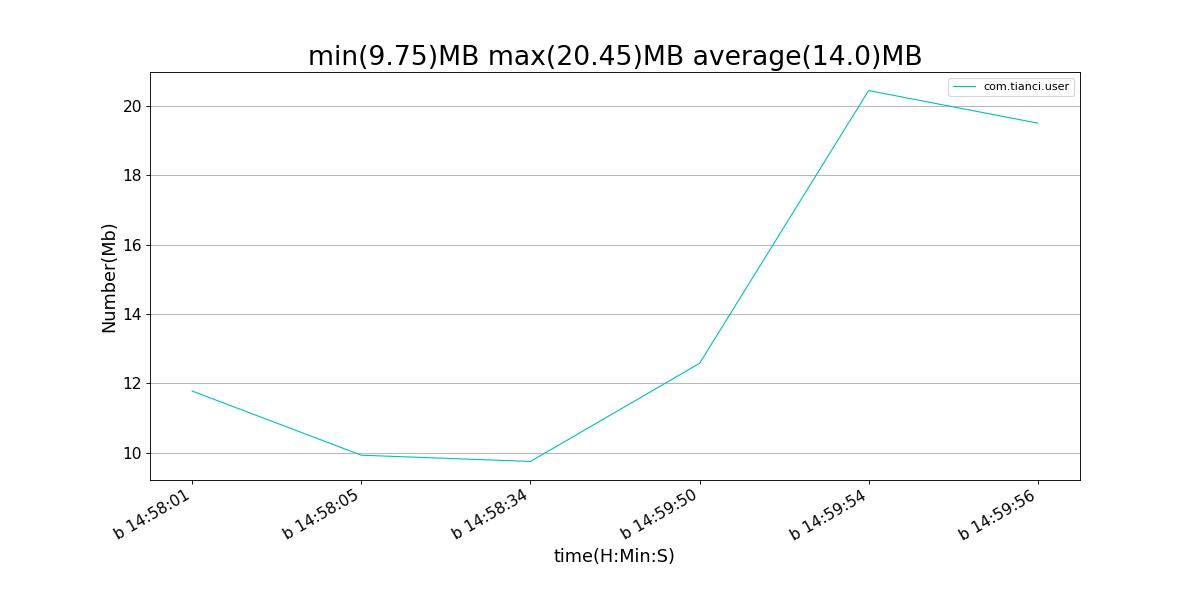 min(9.75)MB max(20.45)MB average(14.0)MB
com.tianci.user
20
18
16
14
12
10
Number(Mb)
b 14:58:01
b 14:58:05
b 14:58:34
b 14:59:50
b 14:59:54
b 14:59:56
time(H:Min:S)